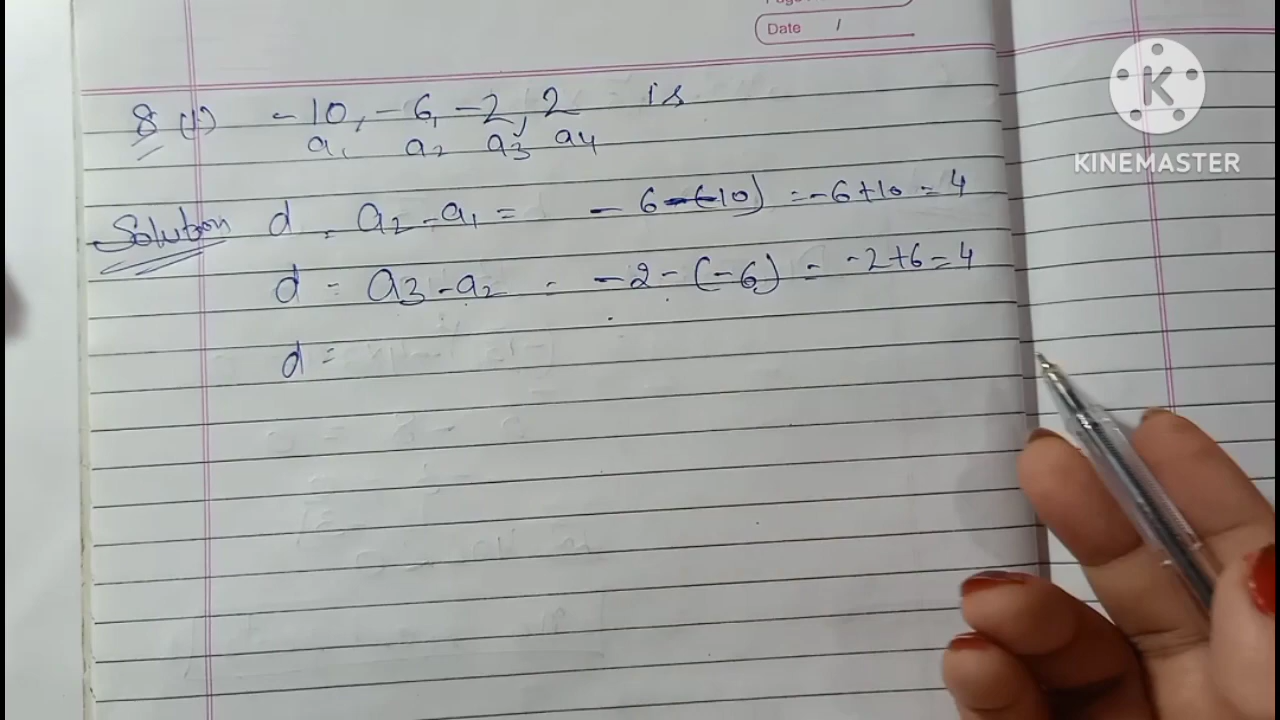 Date /
KINEMASTER
8 (1) -10, -6, -2, 2 is
a1 a2 a3 a4
Solution d = a2 - a1 = -6 - (-10) = -6+10 = 4
d = a3 - a2 = -2 - (-6) = -2+6 = 4
d =